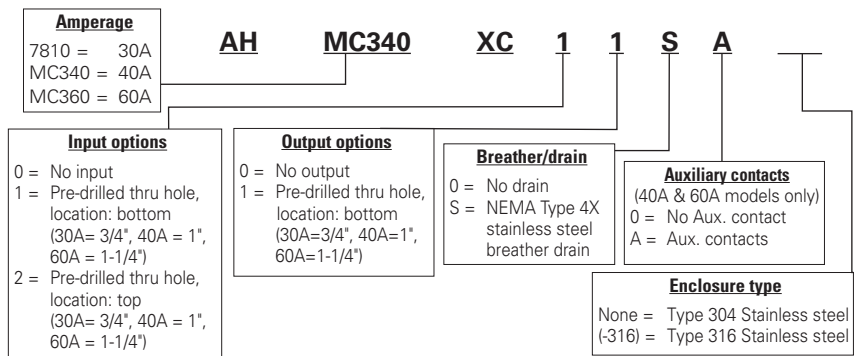 Amperage
7810 = 30A
MC340 = 40A
MC360 = 60A
AH MC340 XC 1 1 S A
Input options
0 = No input
1 = Pre-drilled thru hole,
location: bottom
(30A= 3/4", 40A = 1",
60A = 1-1/4")
2 = Pre-drilled thru hole,
location: top
(30A= 3/4", 40A = 1",
60A = 1-1/4")
Output options
0 = No output
1 = Pre-drilled thru hole,
location: bottom
(30A=3/4", 40A=1",
60A=1-1/4")
Breather/drain
0 = No drain
S = NEMA Type 4X
stainless steel
breather drain
Auxiliary contacts
(40A & 60A models only)
0 = No Aux. contact
A = Aux. contacts
Enclosure type
None = Type 304 Stainless steel
(-316) = Type 316 Stainless steel